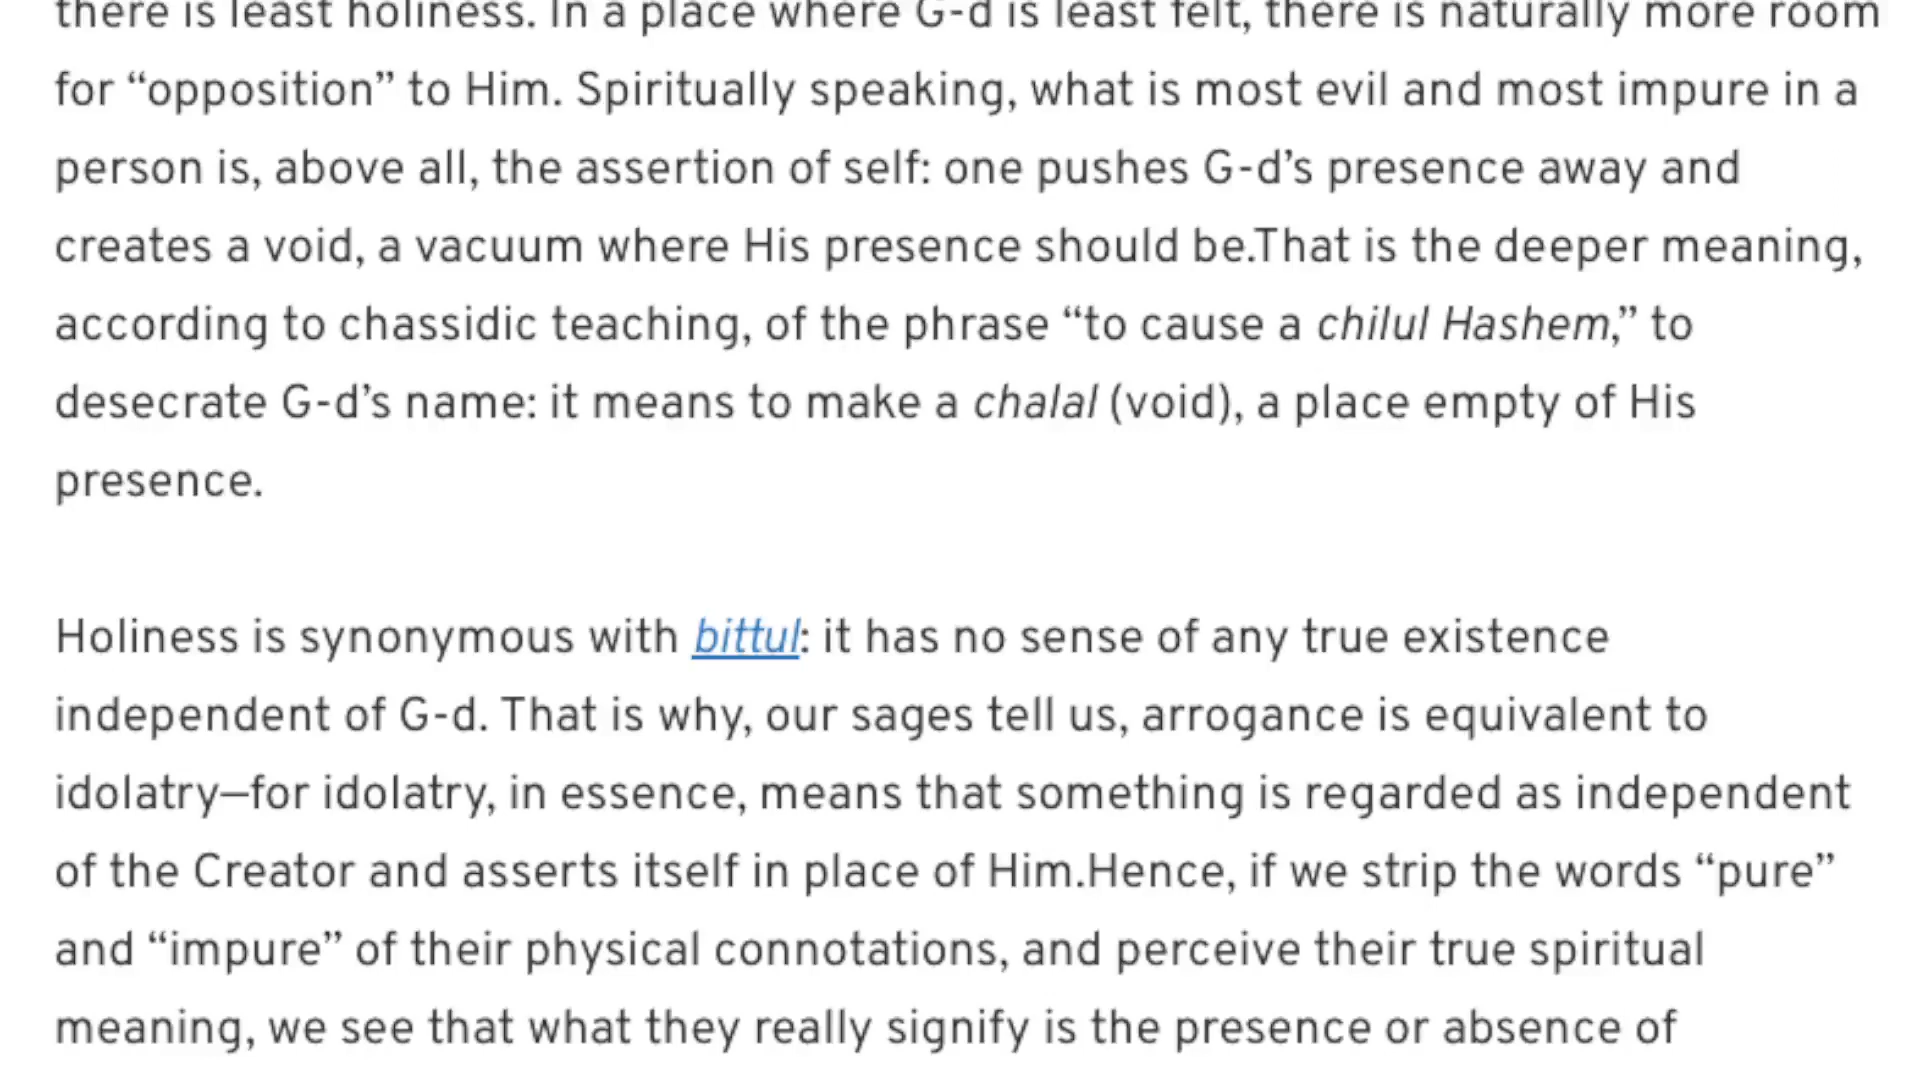 there is least holiness. In a place where G-d is least felt, there is naturally more room
for “opposition” to Him. Spiritually speaking, what is most evil and most impure in a
person is, above all, the assertion of self: one pushes G-d’s presence away and
creates a void, a vacuum where His presence should be.That is the deeper meaning,
according to chassidic teaching, of the phrase “to cause a chilul Hashem,” to
desecrate G-d’s name: it means to make a chalal (void), a place empty of His
presence.
Holiness is synonymous with bittul: it has no sense of any true existence
independent of G-d. That is why, our sages tell us, arrogance is equivalent to
idolatry—for idolatry, in essence, means that something is regarded as independent
of the Creator and asserts itself in place of Him.Hence, if we strip the words “pure”
and “impure” of their physical connotations, and perceive their true spiritual
meaning, we see that what they really signify is the presence or absence of